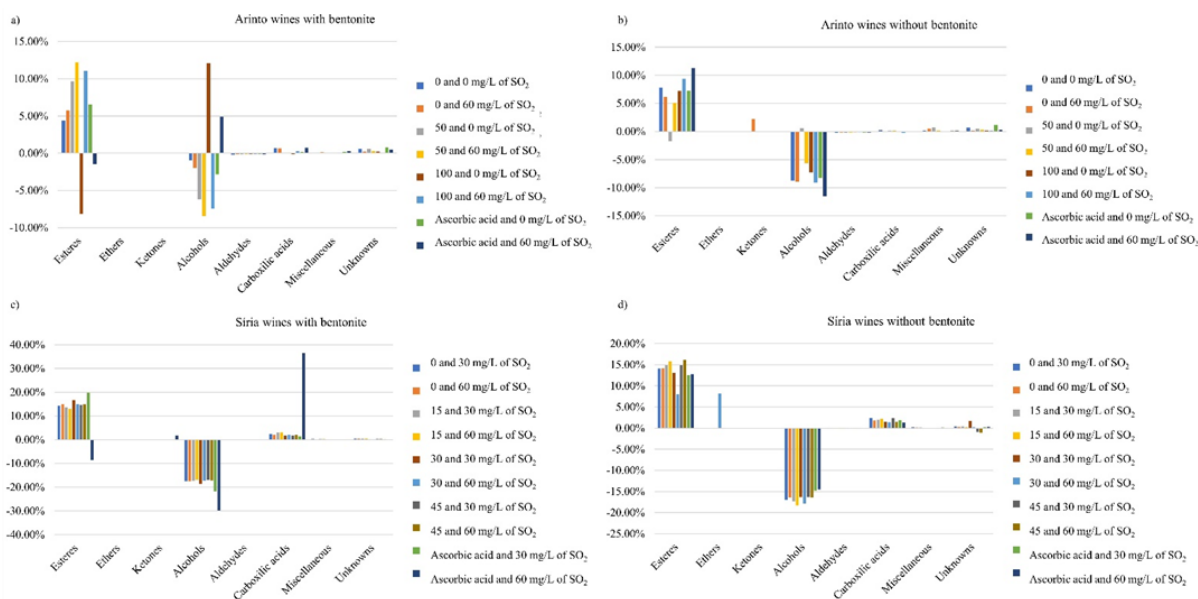 a)
Arinto wines with bentonite
15.00%
10.00%
5.00%
0.00%
-5.00%
-10.00%
Esteres
Ethers
Ketones
Alcohols
Aldehydes
Carboxilic acids
Miscellaneous
Unknowns
0 and 0 mg/L of SO₂
0 and 60 mg/L of SO₂
50 and 0 mg/L of SO₂
50 and 60 mg/L of SO₂
100 and 0 mg/L of SO₂
100 and 60 mg/L of SO₂
Ascorbic acid and 0 mg/L of SO₂
Ascorbic acid and 60 mg/L of SO₂
b)
Arinto wines without bentonite
15.00%
10.00%
5.00%
0.00%
-5.00%
-10.00%
-15.00%
Esteres
Ethers
Ketones
Alcohols
Aldehydes
Carboxilic acids
Miscellaneous
Unknowns
0 and 0 mg/L of SO₂
0 and 60 mg/L of SO₂
50 and 0 mg/L of SO₂
50 and 60 mg/L of SO₂
100 and 0 mg/L of SO₂
100 and 60 mg/L of SO₂
Ascorbic acid and 0 mg/L of SO₂
Ascorbic acid and 60 mg/L of SO₂
c)
Síria wines with bentonite
40.00%
30.00%
20.00%
10.00%
0.00%
-10.00%
-20.00%
-30.00%
-40.00%
Esteres
Ethers
Ketones
Alcohols
Aldehydes
Carboxilic acids
Miscellaneous
Unknowns
0 and 30 mg/L of SO₂
0 and 60 mg/L of SO₂
15 and 30 mg/L of SO₂
15 and 60 mg/L of SO₂
30 and 30 mg/L of SO₂
30 and 60 mg/L of SO₂
45 and 30 mg/L of SO₂
45 and 60 mg/L of SO₂
Ascorbic acid and 30 mg/L of SO₂
Ascorbic acid and 60 mg/L of SO₂
d)
Síria wines without bentonite
20.00%
15.00%
10.00%
5.00%
0.00%
-5.00%
-10.00%
-15.00%
-20.00%
-25.00%
Esteres
Ethers
Ketones
Alcohols
Aldehydes
Carboxilic acids
Miscellaneous
Unknowns
0 and 30 mg/L of SO₂
0 and 60 mg/L of SO₂
15 and 30 mg/L of SO₂
15 and 60 mg/L of SO₂
30 and 30 mg/L of SO₂
30 and 60 mg/L of SO₂
45 and 30 mg/L of SO₂
45 and 60 mg/L of SO₂
Ascorbic acid and 30 mg/L of SO₂
Ascorbic acid and 60 mg/L of SO₂